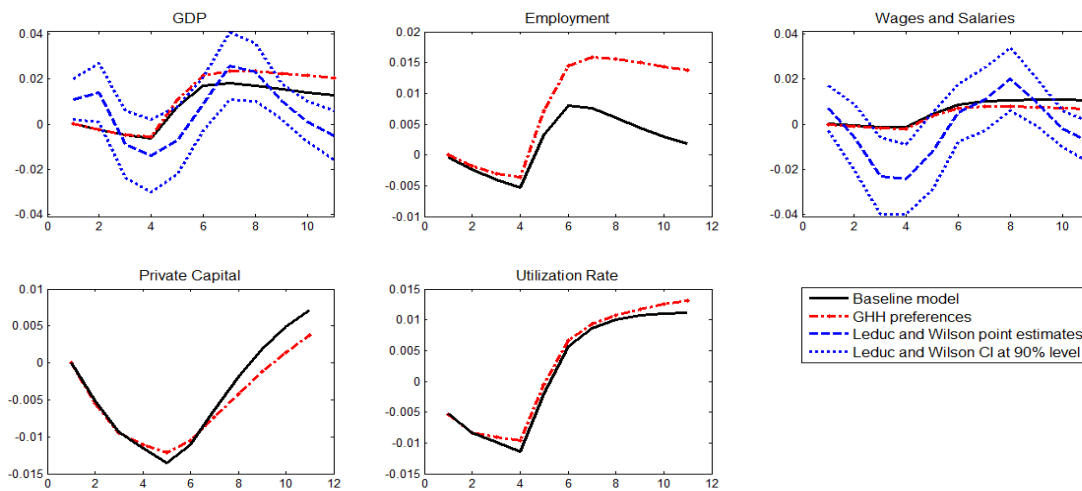 GDP
0.04
0.02
0
-0.02
-0.04
0 2 4 6 8 10
Employment
0.02
0.015
0.01
0.005
0
-0.005
-0.01
0 2 4 6 8 10 12
Wages and Salaries
0.04
0.02
0
-0.02
-0.04
0 2 4 6 8 10
Private Capital
0.01
0.005
0
-0.005
-0.01
-0.015
0 2 4 6 8 10 12
Utilization Rate
0.015
0.01
0.005
0
-0.005
-0.01
-0.015
0 2 4 6 8 10 12
Baseline model
GHH preferences
Leduc and Wilson point estimates
Leduc and Wilson CI at 90% level